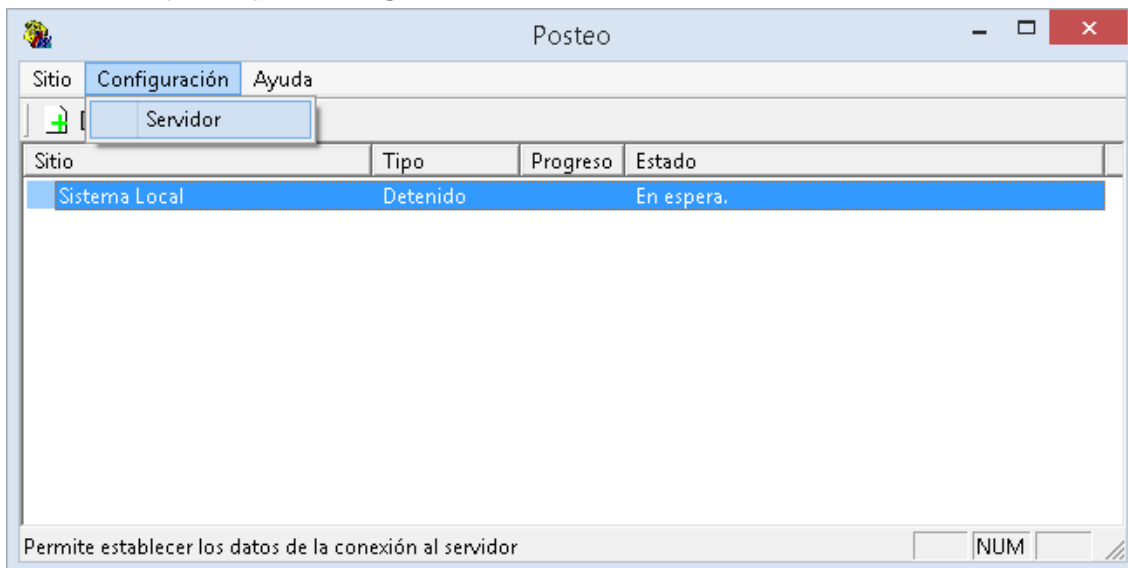 Posteo
Sitio Configuración Ayuda
Servidor
Sitio Tipo Progreso Estado
Sistema Local Detenido En espera.
Permite establecer los datos de la conexión al servidor NUM